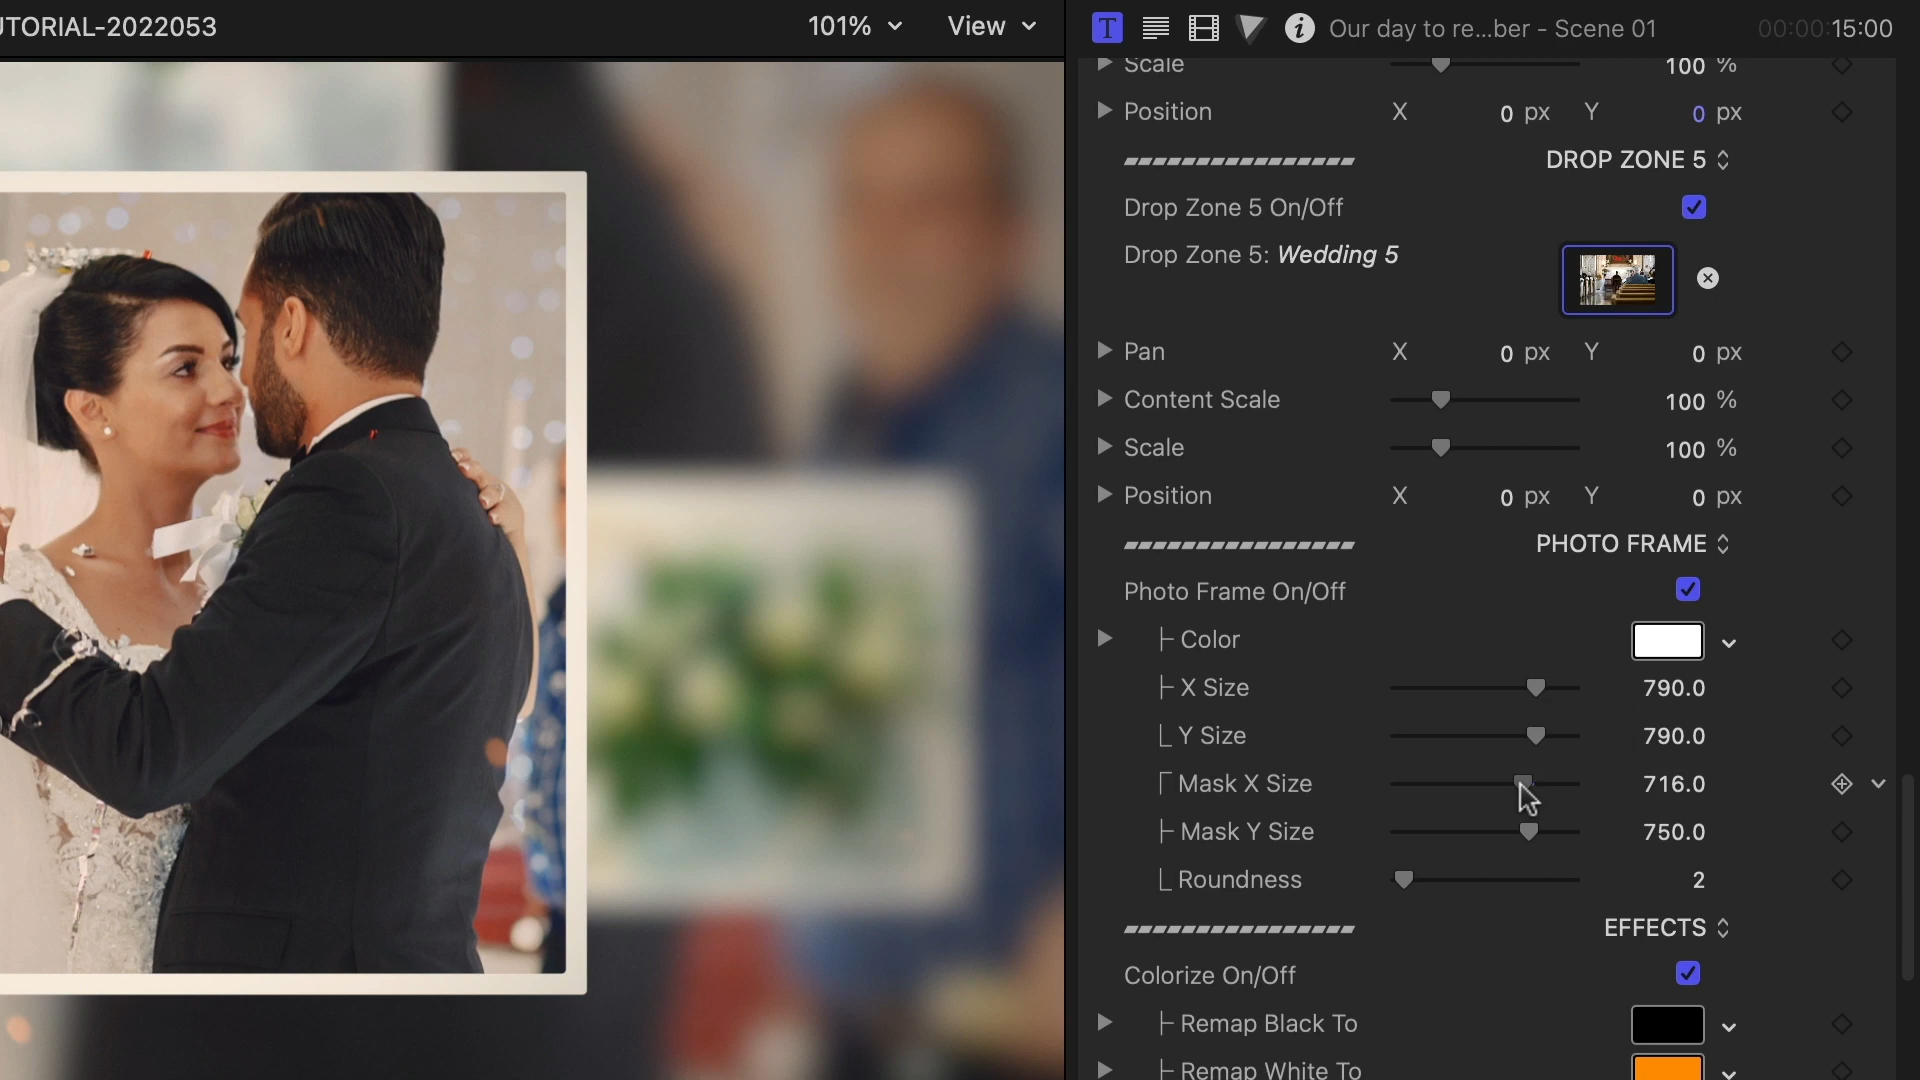 UTORIAL-2022053
101%
View
T
i
Our day to re...ber - Scene 01
00:00:15:00
Scale
100 %
Position
X
0 px
Y
0 px
DROP ZONE 5
Drop Zone 5 On/Off
Drop Zone 5: Wedding 5
Pan
X
0 px
Y
0 px
Content Scale
100 %
Scale
100 %
Position
X
0 px
Y
0 px
PHOTO FRAME
Photo Frame On/Off
Color
X Size
790.0
Y Size
790.0
Mask X Size
716.0
Mask Y Size
750.0
Roundness
2
EFFECTS
Colorize On/Off
Remap Black To
Remap White To